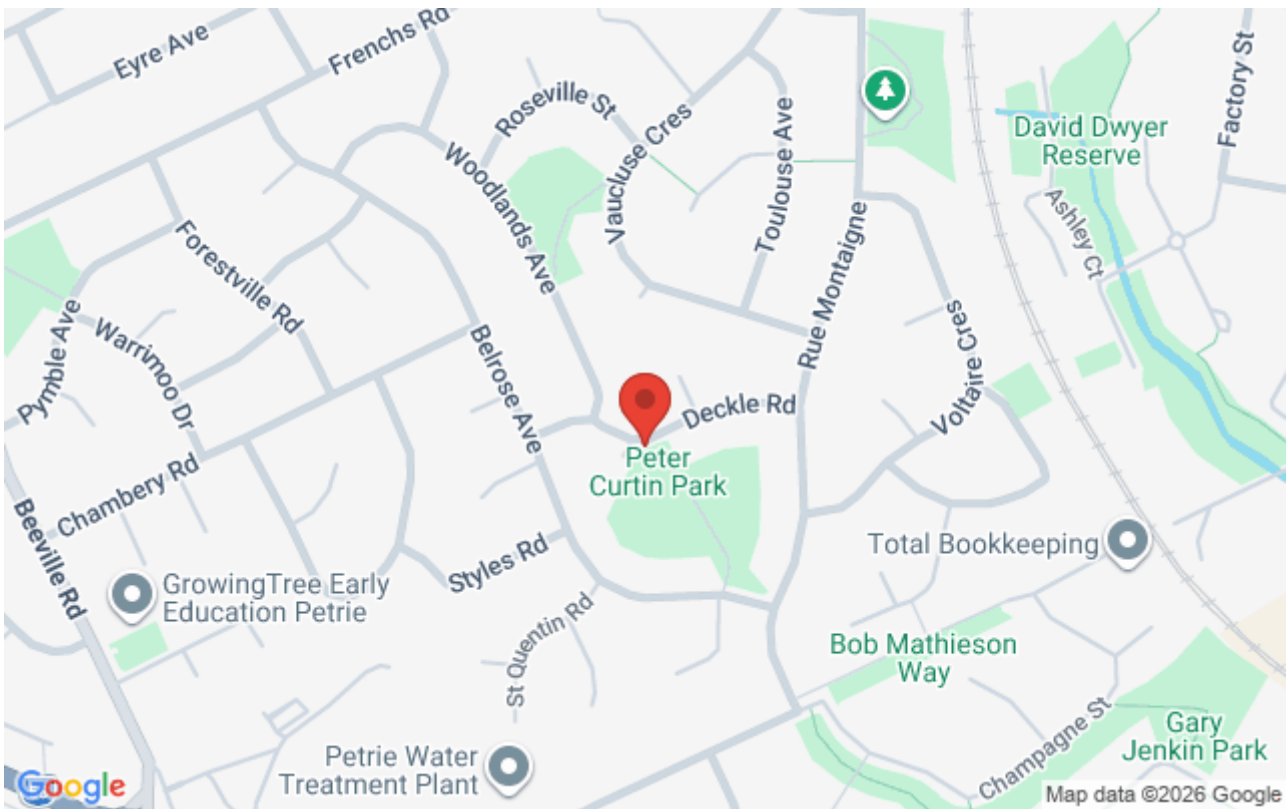 Eyre Ave
Frenchs Rd
Roseville St
Vaucluse Cres
Toulouse Ave
David Dwyer
Reserve
Factory St
Ashley Ct
Woodlands Ave
Forestville Rd
Rue Montaigne
Pymble Ave
Warrimoo Dr
Belrose Ave
Voltaire Cres
Deckle Rd
Peter
Curtin Park
Chambery Rd
Beeville Rd
Total Bookkeeping
Styles Rd
GrowingTree Early
Education Petrie
St Quentin Rd
Bob Mathieson
Way
Champagne St
Gary
Jenkin Park
Petrie Water
Treatment Plant
Google
Map data ©2026 Google